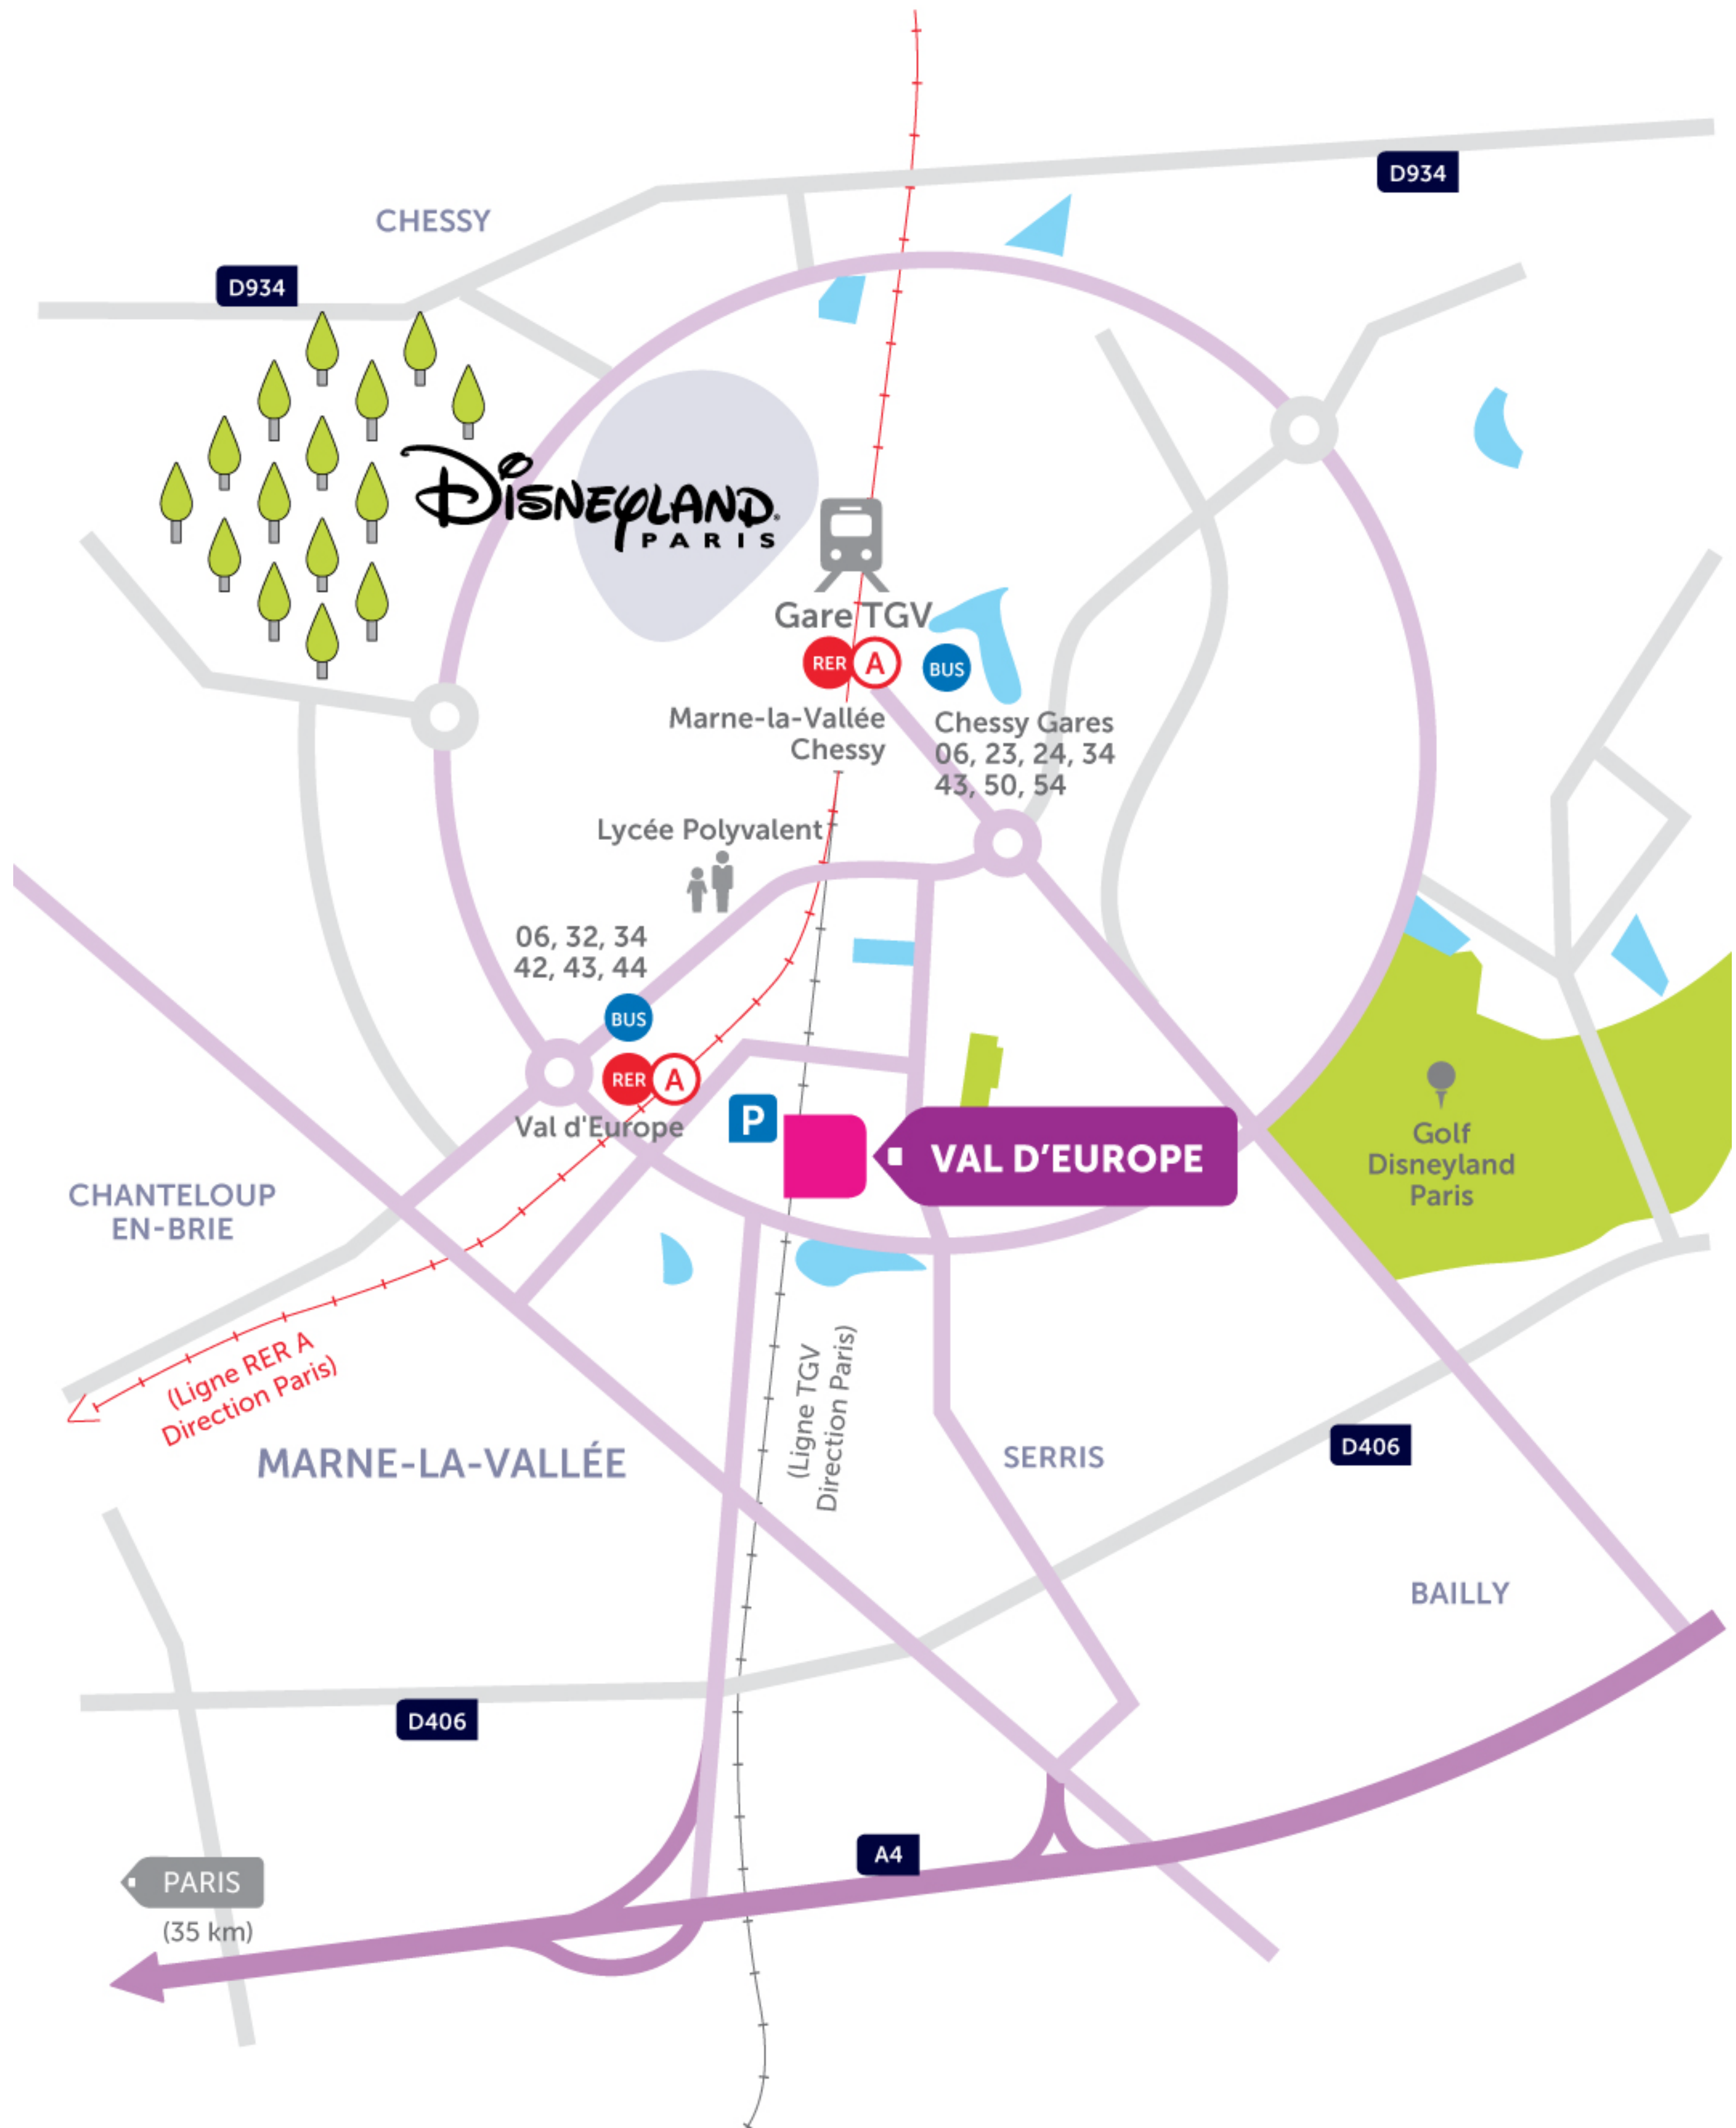 D934
CHESSY
D934
DISNEYLAND®
PARIS
Gare TGV
RER A
BUS
Marne-la-Vallée
Chessy
Chessy Gares
06, 23, 24, 34
43, 50, 54
Lycée Polyvalent
06, 32, 34
42, 43, 44
BUS
RER A
Val d'Europe
P
VAL D'EUROPE
Golf
Disneyland
Paris
CHANTELOUP
EN-BRIE
(Ligne RER A
Direction Paris)
(Ligne TGV
Direction Paris)
MARNE-LA-VALLÉE
SERRIS
D406
BAILLY
D406
A4
PARIS
(35 km)